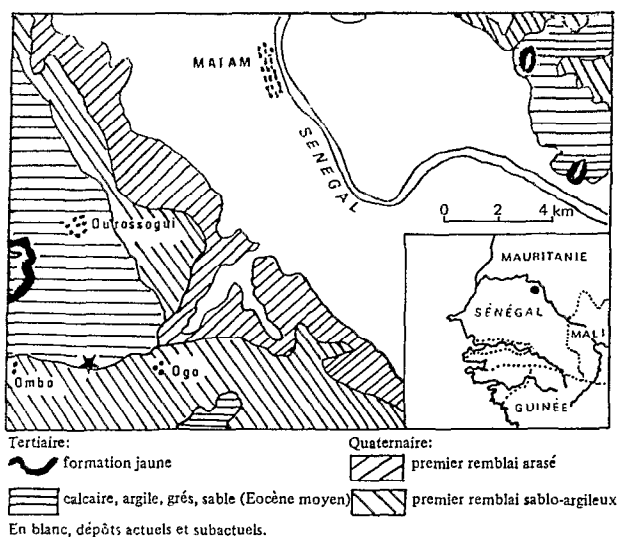 MATAM
SENEGAL
0 2 4 km
Ourossogui
MAURITANIE
SÉNÉGAL
MALI
GUINÉE
Ombo
Ogo
Tertiaire:
formation jaune
calcaire, argile, grés, sable (Eocène moyen)
Quaternaire:
premier remblai arasé
premier remblai sablo-argileux
En blanc, dépôts actuels et subactuels.